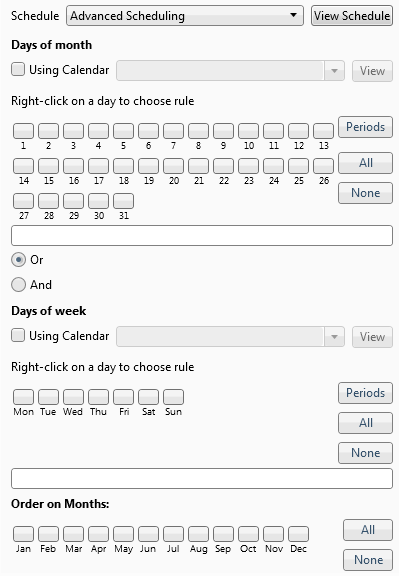 Schedule Advanced Scheduling View Schedule
Days of month
Using Calendar View
Right-click on a day to choose rule
Periods
1 2 3 4 5 6 7 8 9 10 11 12 13
All
14 15 16 17 18 19 20 21 22 23 24 25 26
None
27 28 29 30 31
Or
And
Days of week
Using Calendar View
Right-click on a day to choose rule
Periods
Mon Tue Wed Thu Fri Sat Sun
All
None
Order on Months:
All
Jan Feb Mar Apr May Jun Jul Aug Sep Oct Nov Dec
None